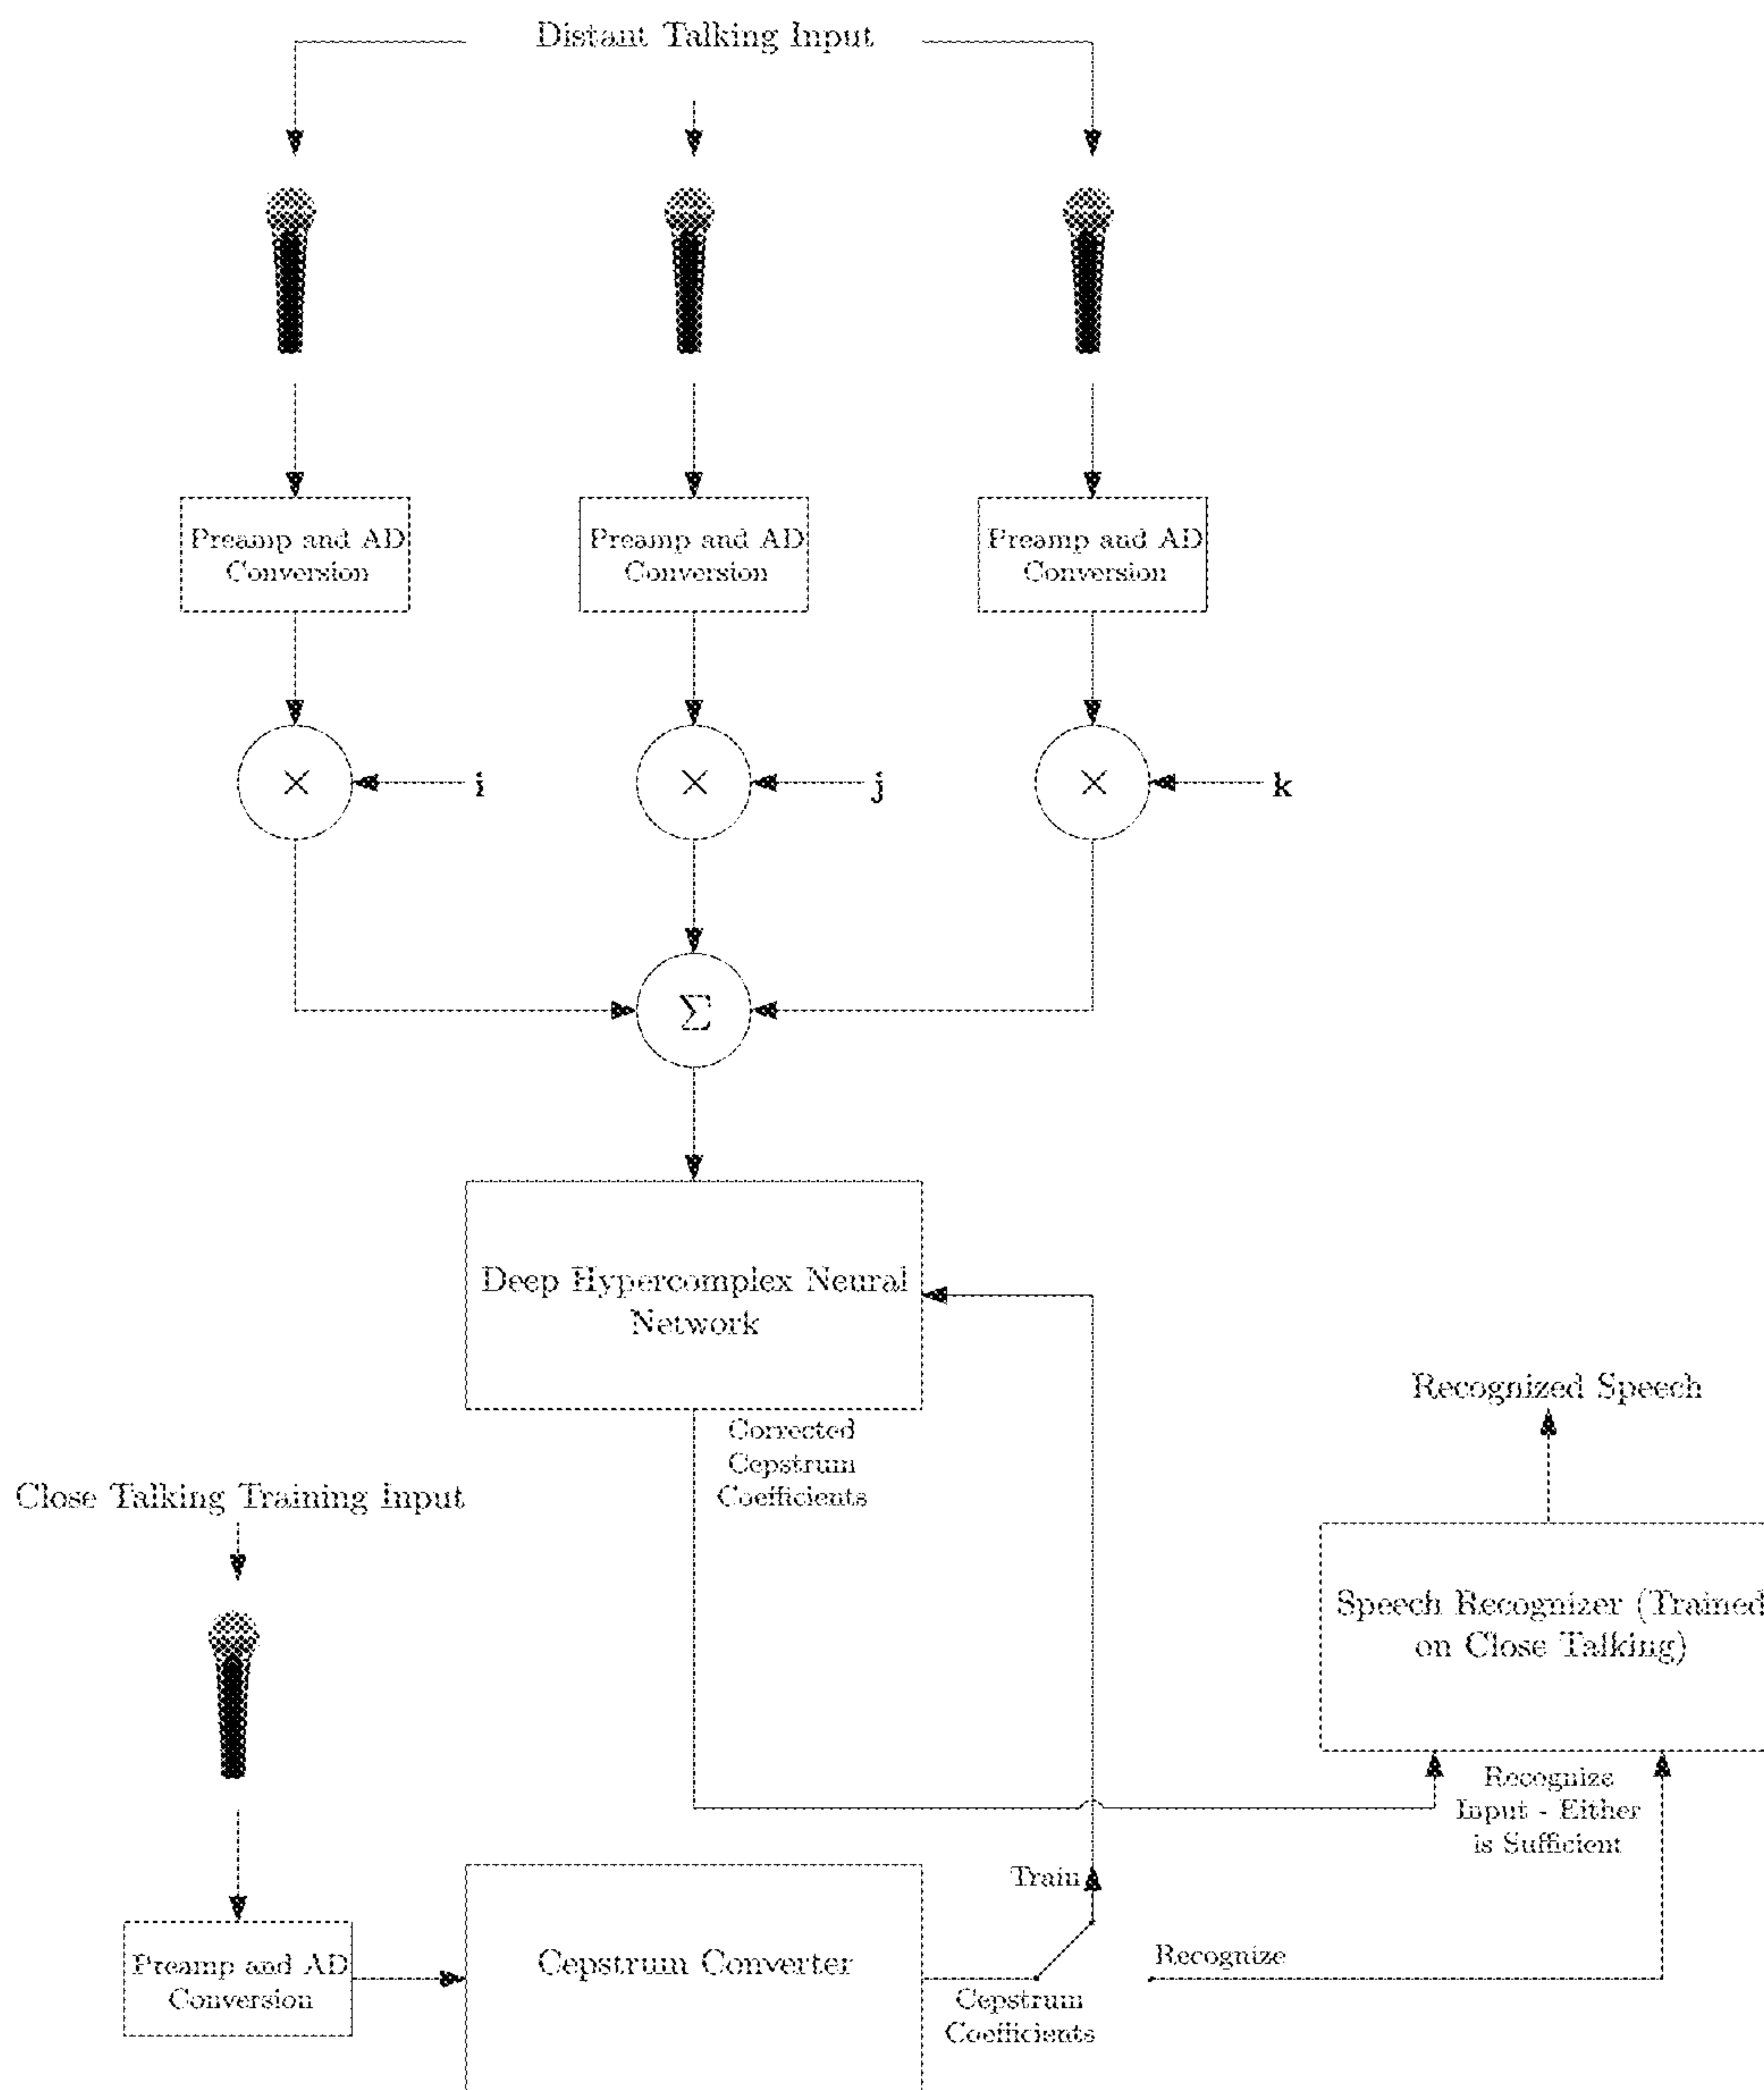 Distant Talking Input
Preamp and AD
Conversion
Preamp and AD
Conversion
Preamp and AD
Conversion
× i
× j
× k
Σ
Deep Hypercomplex Neural
Network
Corrected
Cepstrum
Coefficients
Recognized Speech
Close Talking Training Input
Speech Recognizer (Trained
on Close Talking)
Recognize
Input - Either
is Sufficient
Train
Preamp and AD
Conversion
Cepstrum Converter
Recognize
Cepstrum
Coefficients